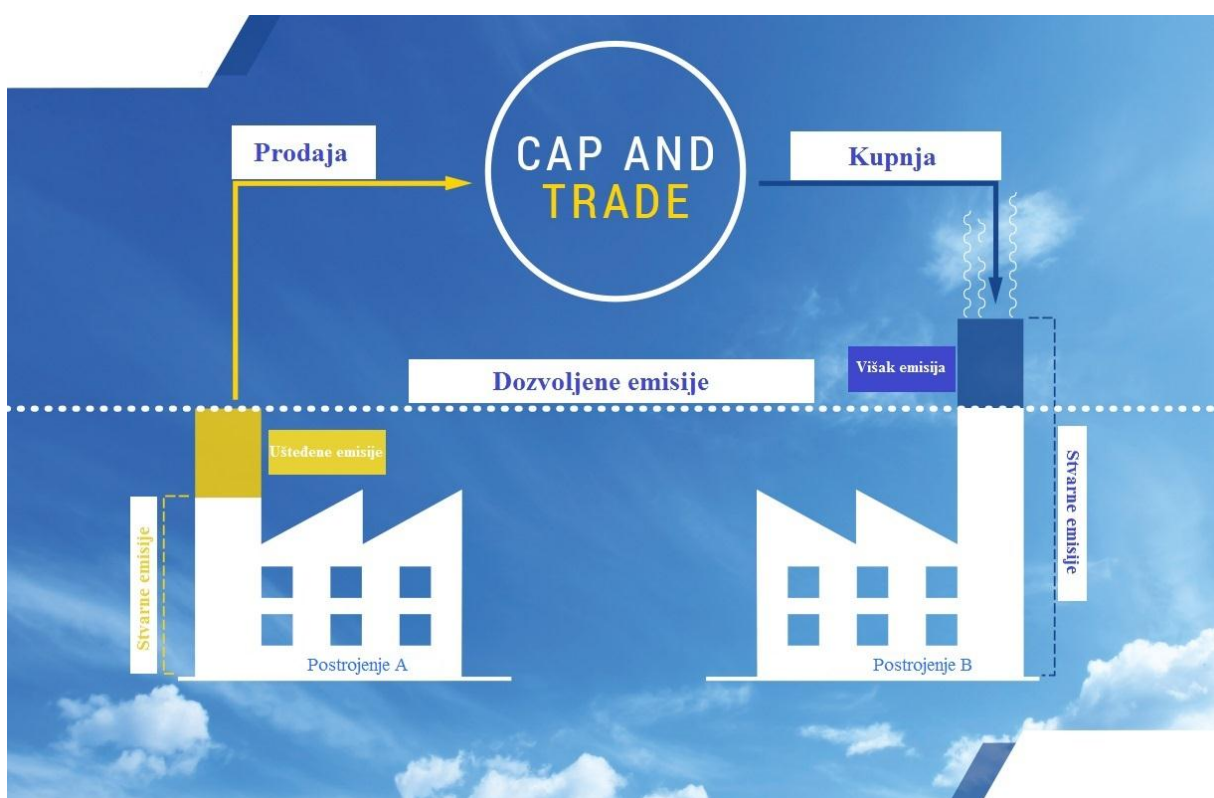 Prodaja
CAP AND
TRADE
Kupnja
Dozvoljene emisije
Višak emisija
Ušteđene emisije
Stvarne emisije
Stvarne emisije
Postrojenje A
Postrojenje B